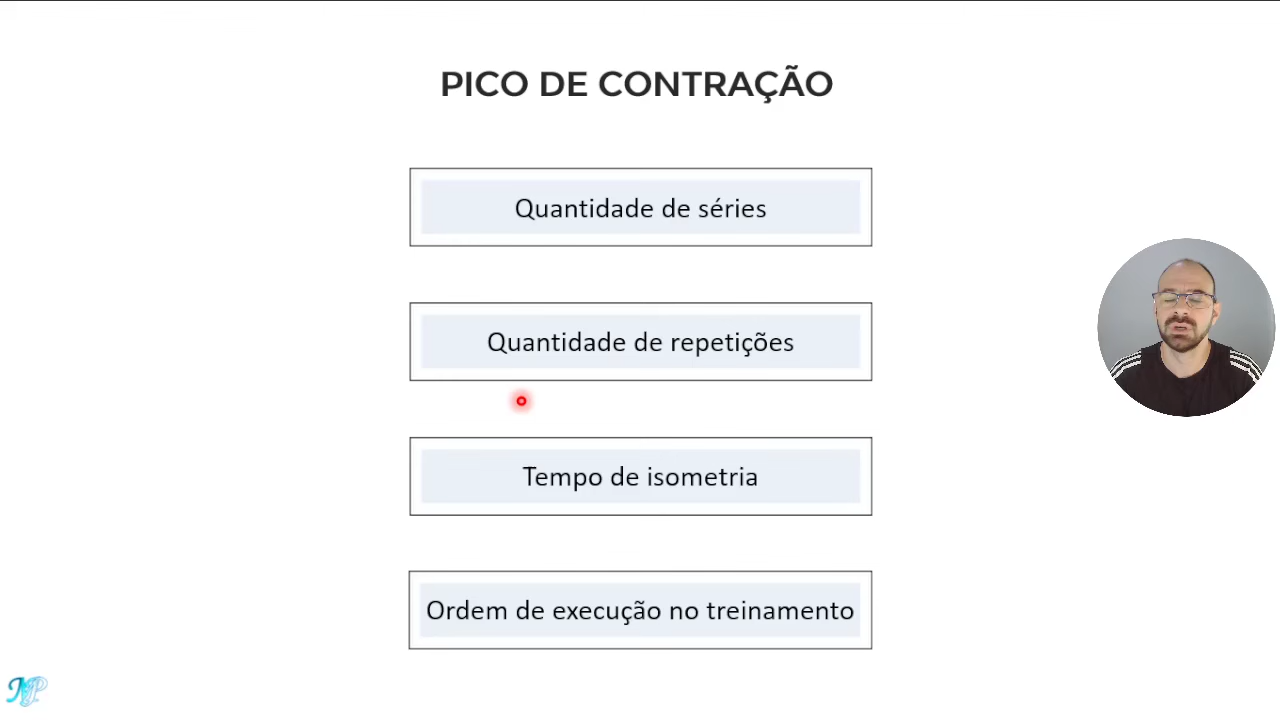 PICO DE CONTRAÇÃO
Quantidade de séries
Quantidade de repetições
Tempo de isometria
Ordem de execução no treinamento